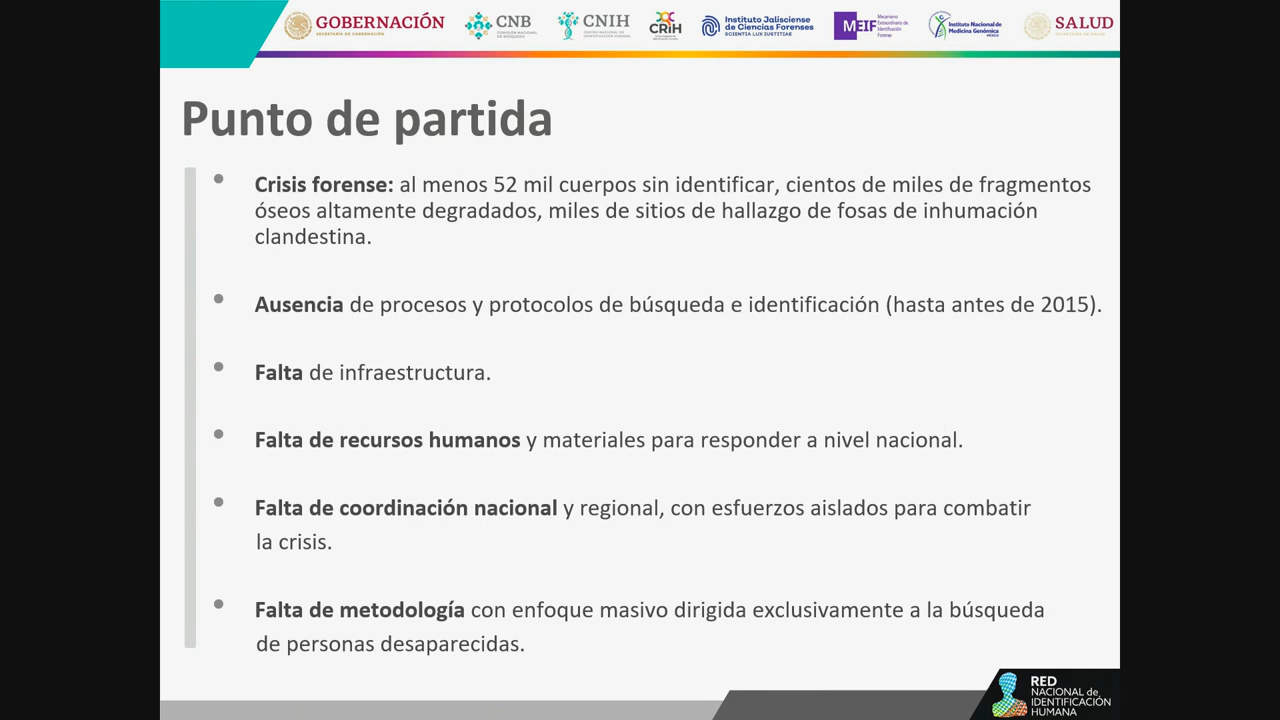 GOBERNACIÓN
SECRETARÍA DE GOBERNACIÓN
CNB
COMISIÓN NACIONAL DE BÚSQUEDA
CNIH
CENTRO NACIONAL DE IDENTIFICACIÓN HUMANA
CRIH
Instituto Jalisciense
de Ciencias Forenses
SCIENTIA LUX IUSTITIAE
MEIF
Mecanismo
Extraordinario de
Identificación
Forense
Instituto Nacional de
Medicina Genómica
MÉXICO
SALUD
SECRETARÍA DE SALUD
Punto de partida
• Crisis forense: al menos 52 mil cuerpos sin identificar, cientos de miles de fragmentos
óseos altamente degradados, miles de sitios de hallazgo de fosas de inhumación
clandestina.
• Ausencia de procesos y protocolos de búsqueda e identificación (hasta antes de 2015).
• Falta de infraestructura.
• Falta de recursos humanos y materiales para responder a nivel nacional.
• Falta de coordinación nacional y regional, con esfuerzos aislados para combatir
la crisis.
• Falta de metodología con enfoque masivo dirigida exclusivamente a la búsqueda
de personas desaparecidas.
RED
NACIONAL de
IDENTIFICACIÓN
HUMANA